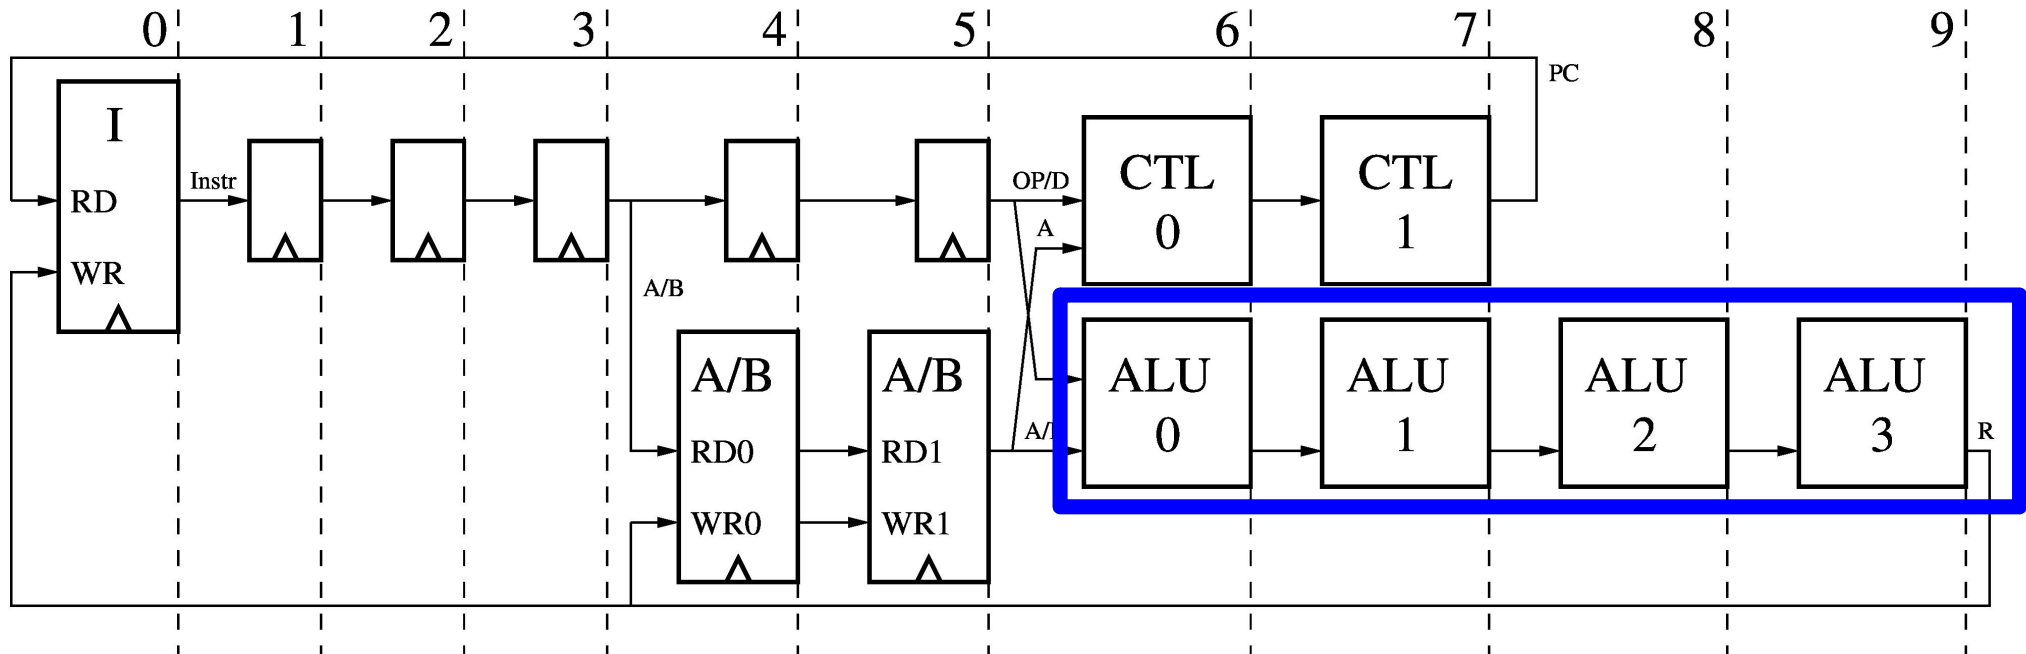 0 1 2 3 4 5 6 7 8 9
PC
I
RD
WR
Instr
OP/D
A
A/B
CTL
0
CTL
1
A/B
RD0
WR0
A/B
RD1
WR1
ALU
0
ALU
1
ALU
2
ALU
3
R